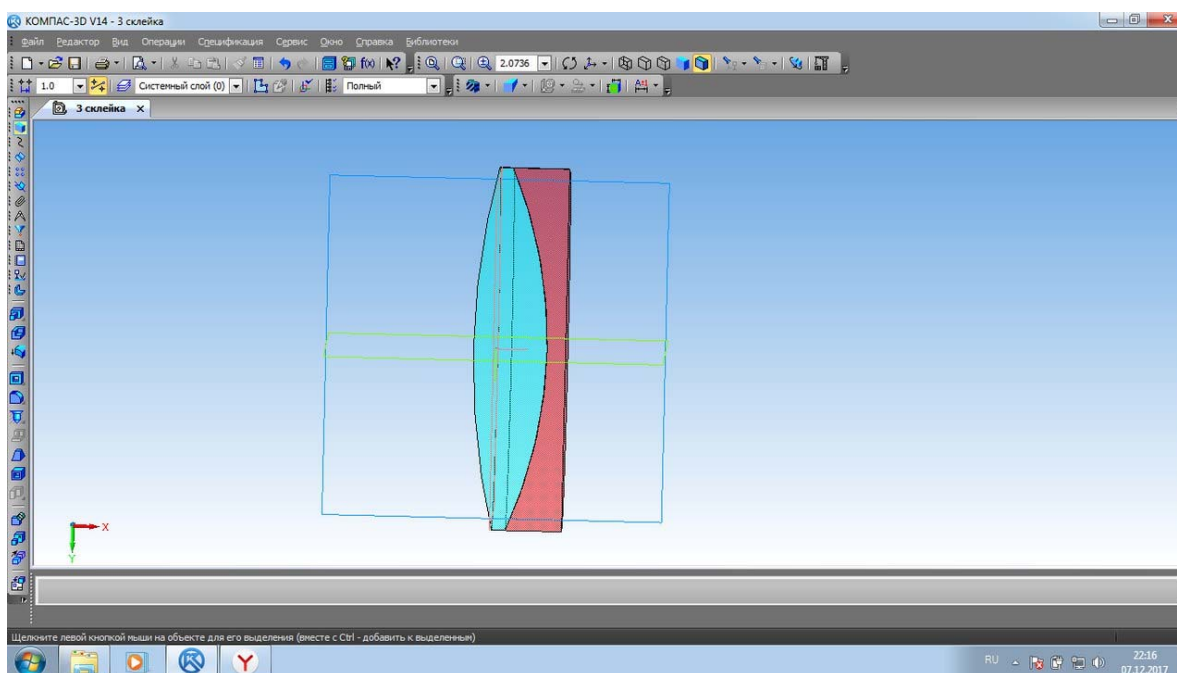 КОМПАС-3D V14 - 3 склейка
Файл Редактор Вид Операции Спецификация Сервис Окно Справка Библиотеки
f(x) 2.0736
1.0 Системный слой (0) Полный
3 склейка
X
Y
Щелкните левой кнопкой мыши на объекте для его выделения (вместе с Ctrl - добавить к выделенным)
RU 22:16
07.12.2017